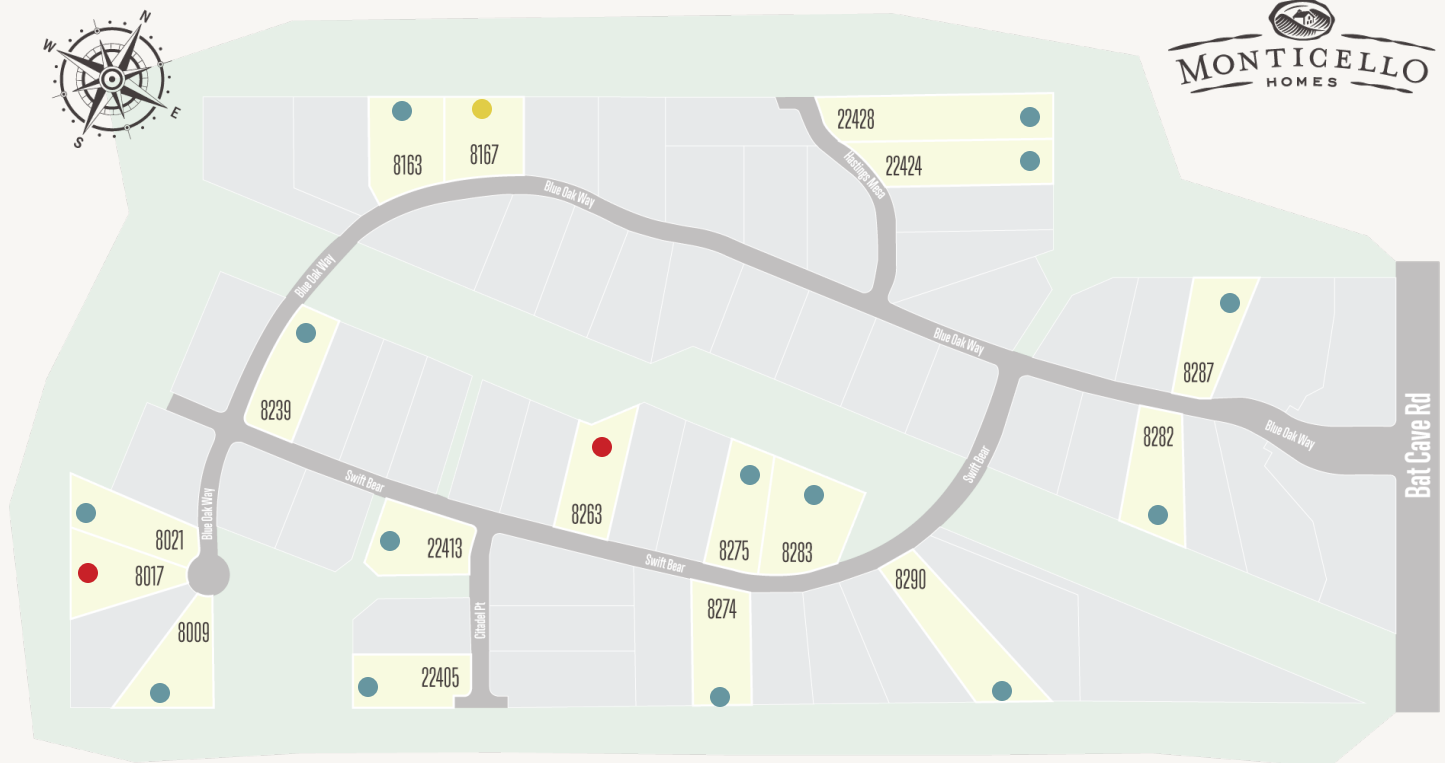 N
W
E
S
MONTICELLO
HOMES
8163
8167
22428
22424
Hastings Mesa
Blue Oak Way
Blue Oak Way
8239
Blue Oak Way
8287
8282
Blue Oak Way
Bat Cave Rd
Swift Bear
Swift Bear
8263
8275
8283
Blue Oak Way
8021
8017
8009
22413
Swift Bear
8274
8290
Citadel Pt
22405